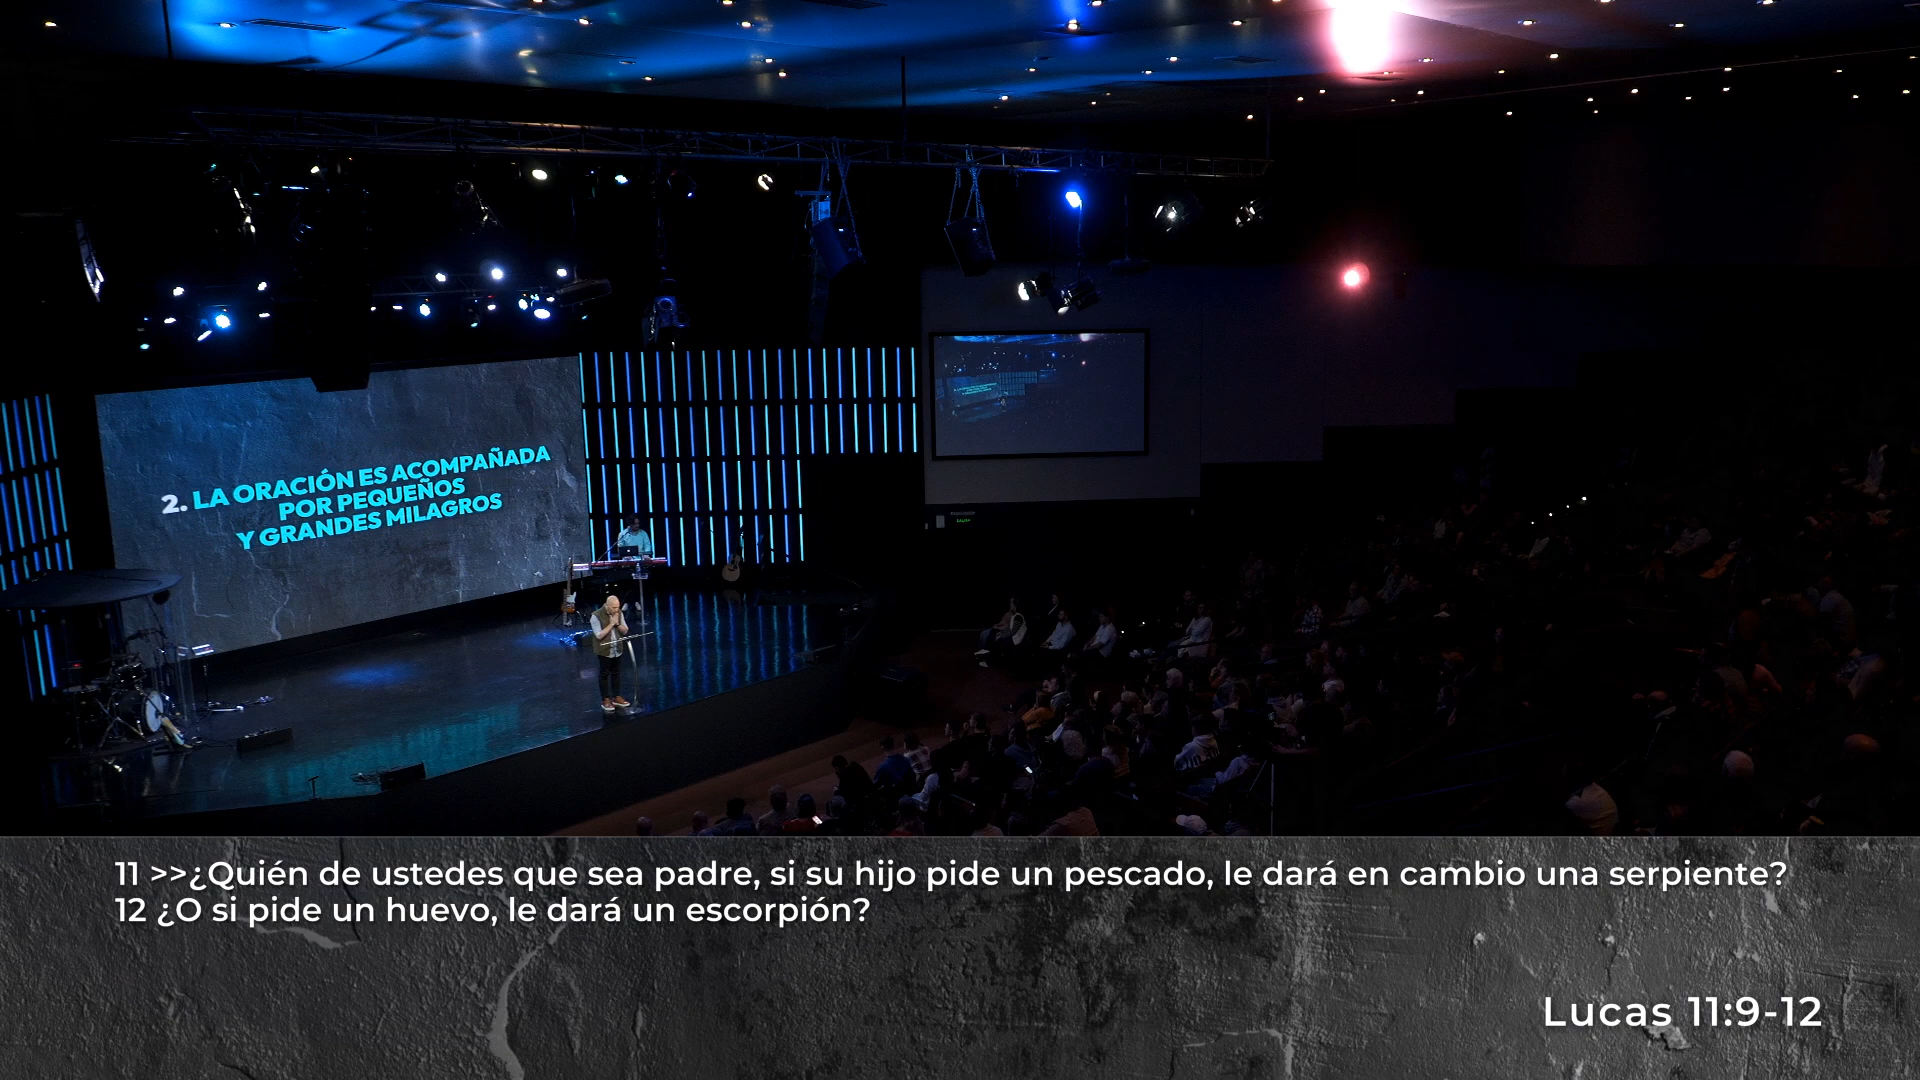 2. LA ORACIÓN ES ACOMPAÑADA
POR PEQUEÑOS
Y GRANDES MILAGROS
SALIDA
11 >>¿Quién de ustedes que sea padre, si su hijo pide un pescado, le dará en cambio una serpiente?
12 ¿O si pide un huevo, le dará un escorpión?
Lucas 11:9-12